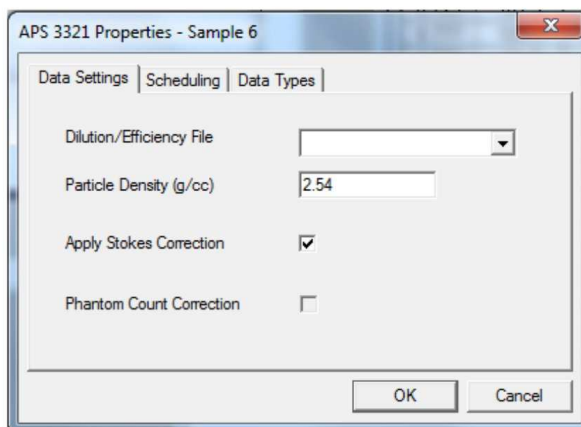 APS 3321 Properties - Sample 6
Data Settings Scheduling Data Types
Dilution/Efficiency File
Particle Density (g/cc) 2.54
Apply Stokes Correction
Phantom Count Correction
OK Cancel